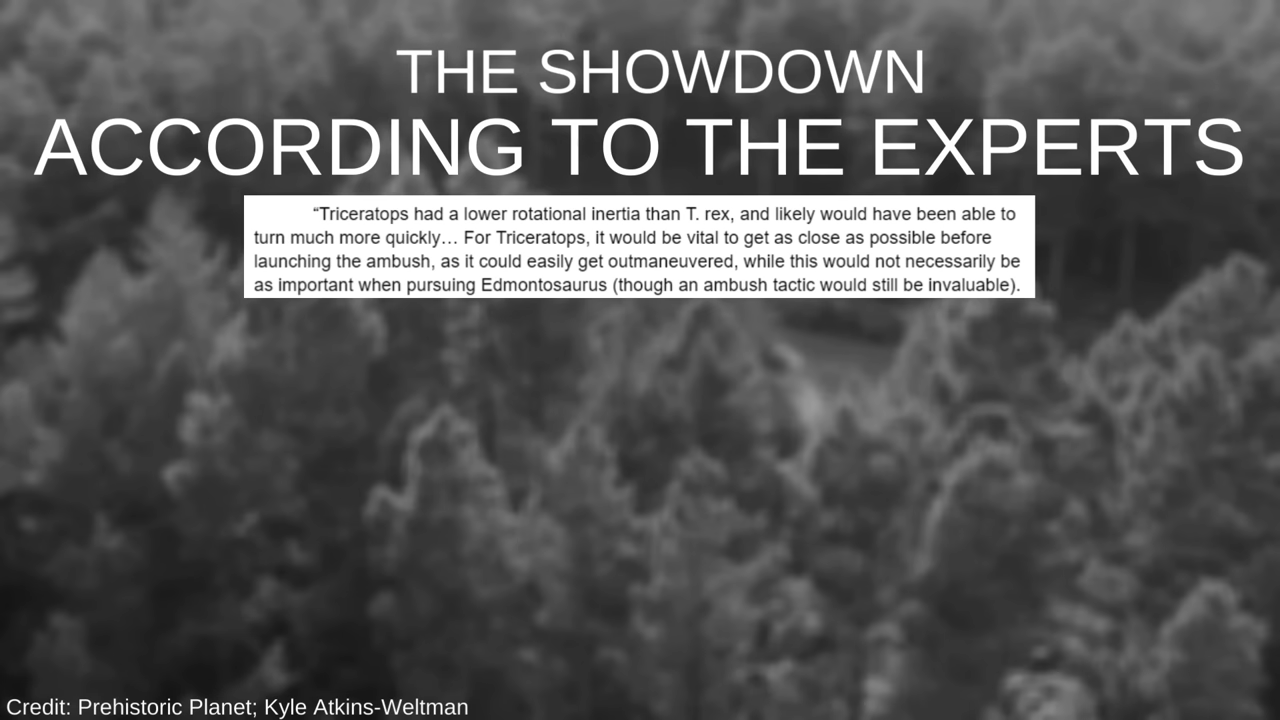 THE SHOWDOWN
ACCORDING TO THE EXPERTS
“Triceratops had a lower rotational inertia than T. rex, and likely would have been able to
turn much more quickly… For Triceratops, it would be vital to get as close as possible before
launching the ambush, as it could easily get outmaneuvered, while this would not necessarily be
as important when pursuing Edmontosaurus (though an ambush tactic would still be invaluable).
Credit: Prehistoric Planet; Kyle Atkins-Weltman